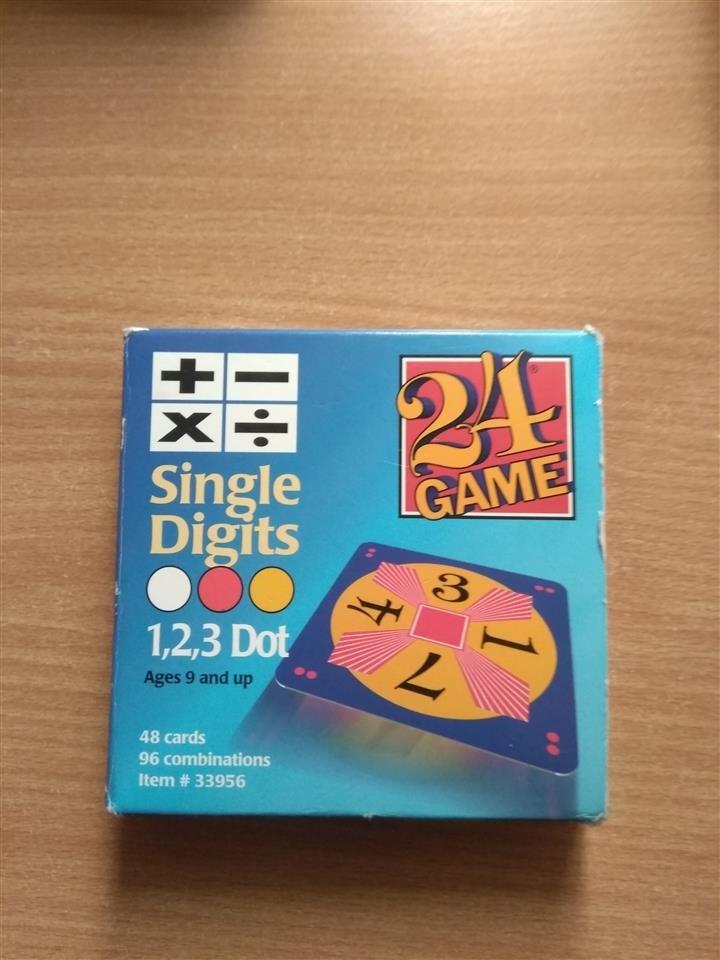 + −
× ÷
24®
GAME
Single
Digits
1,2,3 Dot
Ages 9 and up
48 cards
96 combinations
Item # 33956
3
4
1
7